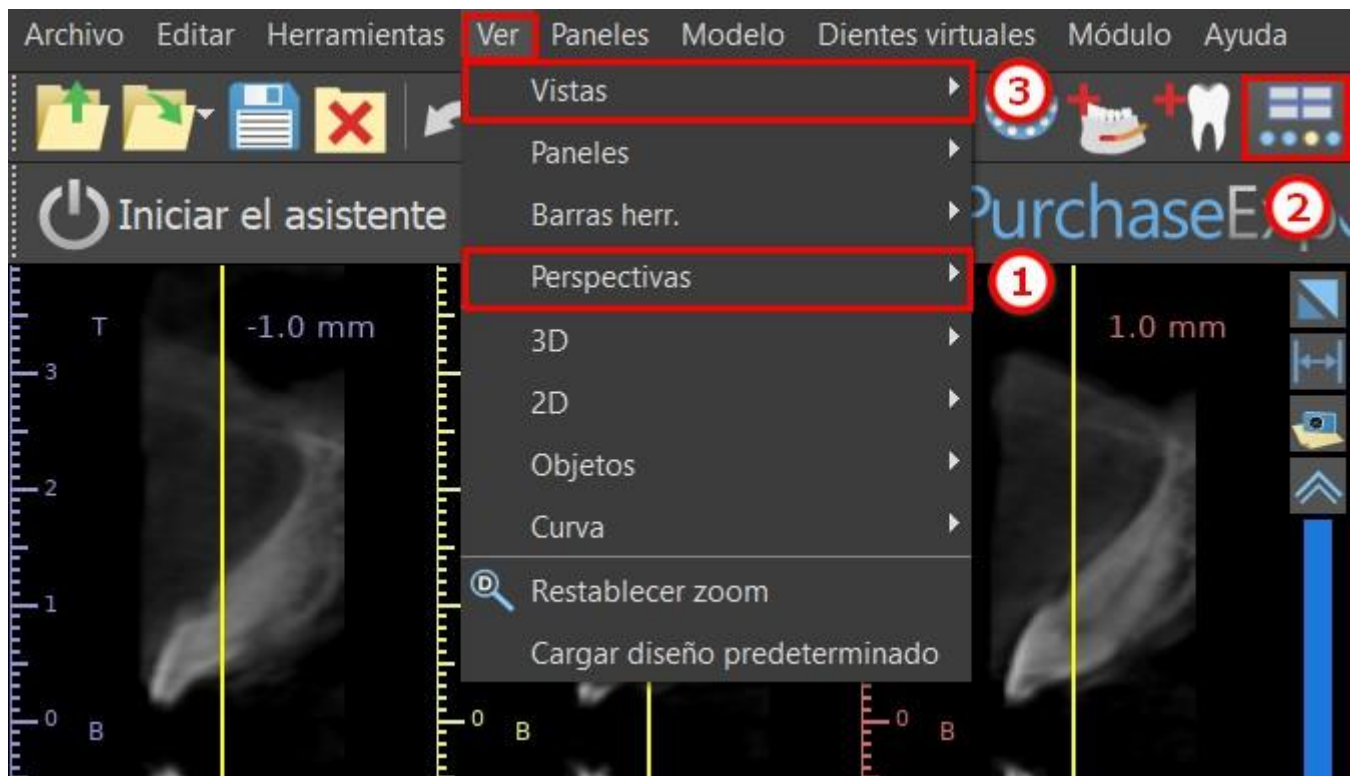 Archivo Editar Herramientas Ver Paneles Modelo Dientes virtuales Módulo Ayuda
Vistas
3
Paneles
Iniciar el asistente
Barras herr.
2
Perspectivas
1
T
-1.0 mm
1.0 mm
3D
3
2D
Objetos
2
Curva
D
Restablecer zoom
1
Cargar diseño predeterminado
0 B
0 B
0 B